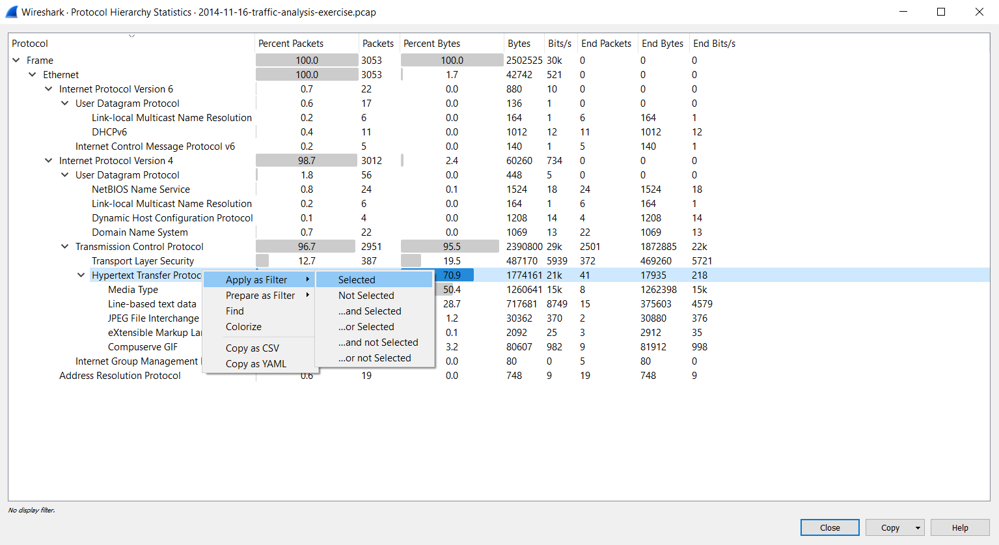 Wireshark · Protocol Hierarchy Statistics · 2014-11-16-traffic-analysis-exercise.pcap
Protocol Percent Packets Packets Percent Bytes Bytes Bits/s End Packets End Bytes End Bits/s
Frame 100.0 3053 100.0 2502525 30k 0 0 0
Ethernet 100.0 3053 1.7 42742 521 0 0 0
Internet Protocol Version 6 0.7 22 0.0 880 10 0 0 0
User Datagram Protocol 0.6 17 0.0 136 1 0 0 0
Link-local Multicast Name Resolution 0.2 6 0.0 164 1 6 164 1
DHCPv6 0.4 11 0.0 1012 12 11 1012 12
Internet Control Message Protocol v6 0.2 5 0.0 140 1 5 140 1
Internet Protocol Version 4 98.7 3012 2.4 60260 734 0 0 0
User Datagram Protocol 1.8 56 0.0 448 5 0 0 0
NetBIOS Name Service 0.8 24 0.1 1524 18 24 1524 18
Link-local Multicast Name Resolution 0.2 6 0.0 164 1 6 164 1
Dynamic Host Configuration Protocol 0.1 4 0.0 1208 14 4 1208 14
Domain Name System 0.7 22 0.0 1069 13 22 1069 13
Transmission Control Protocol 96.7 2951 95.5 2390800 29k 2501 1872885 22k
Transport Layer Security 12.7 387 19.5 487170 5939 372 469260 5721
Hypertext Transfer Protoc 70.9 1774161 21k 41 17935 218
Media Type 50.4 1260641 15k 8 1262398 15k
Line-based text data 28.7 717681 8749 15 375603 4579
JPEG File Interchange 1.2 30362 370 2 30880 376
eXtensible Markup Lan 0.1 2092 25 3 2912 35
Compuserve GIF 3.2 80607 982 9 81912 998
Internet Group Management 0.0 80 0 5 80 0
Address Resolution Protocol 0.6 19 0.0 748 9 19 748 9
Apply as Filter
Prepare as Filter
Find
Colorize
Copy as CSV
Copy as YAML
Selected
Not Selected
...and Selected
...or Selected
...and not Selected
...or not Selected
No display filter.
Close Copy Help